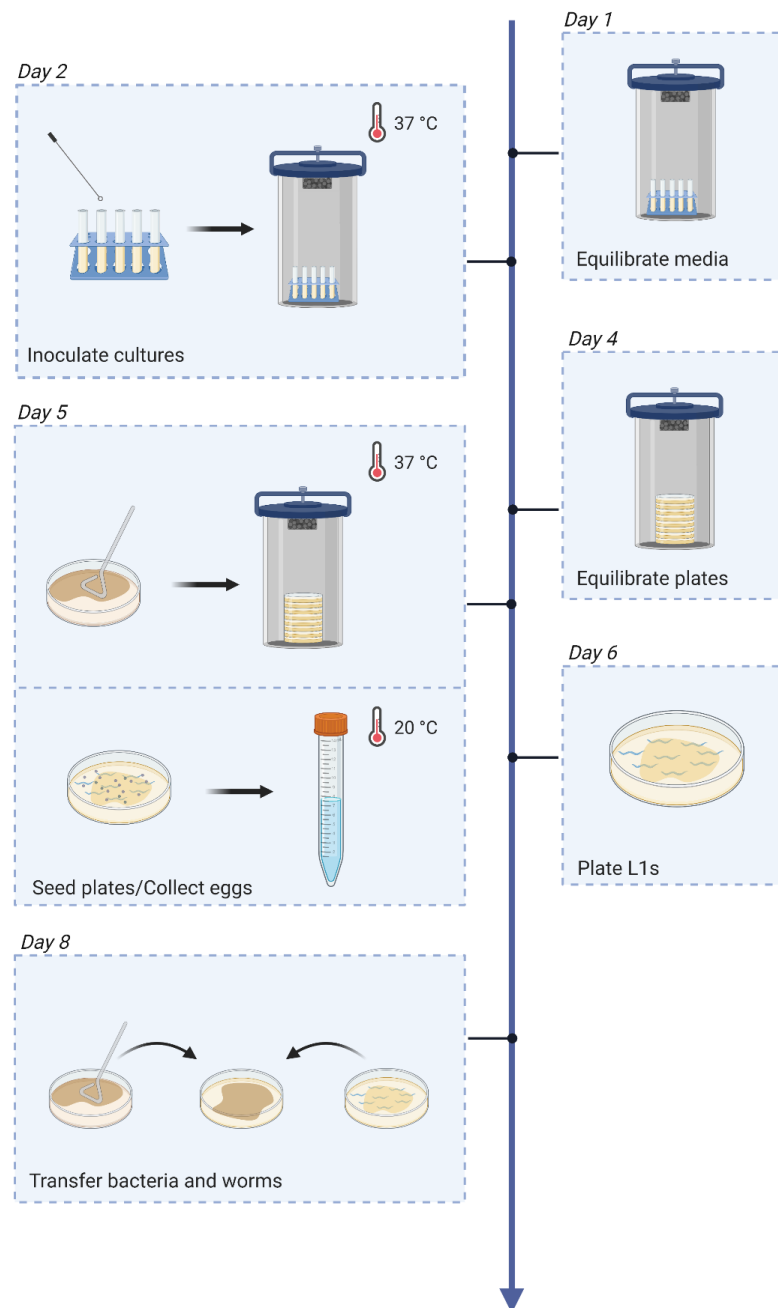 Day 1
Equilibrate media
Day 2
37 °C
Inoculate cultures
Day 4
Equilibrate plates
Day 5
37 °C
20 °C
Seed plates/Collect eggs
Day 6
Plate L1s
Day 8
Transfer bacteria and worms